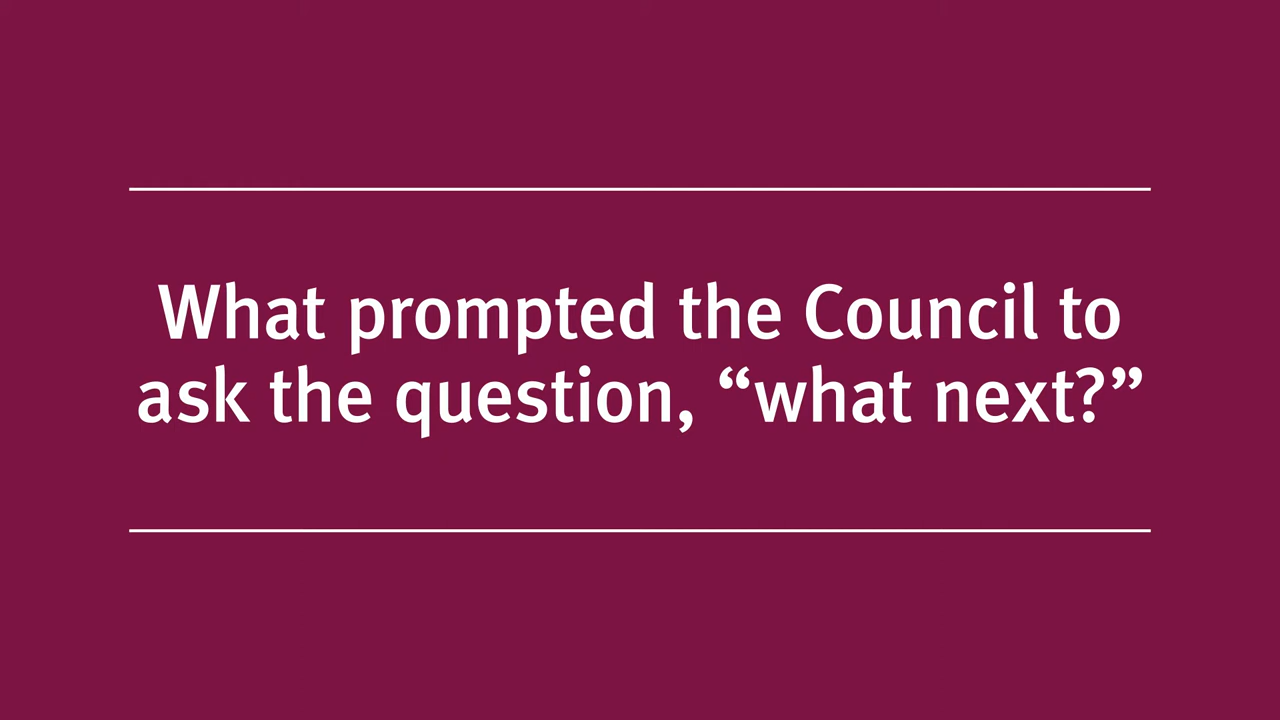 What prompted the Council to
ask the question, “what next?”